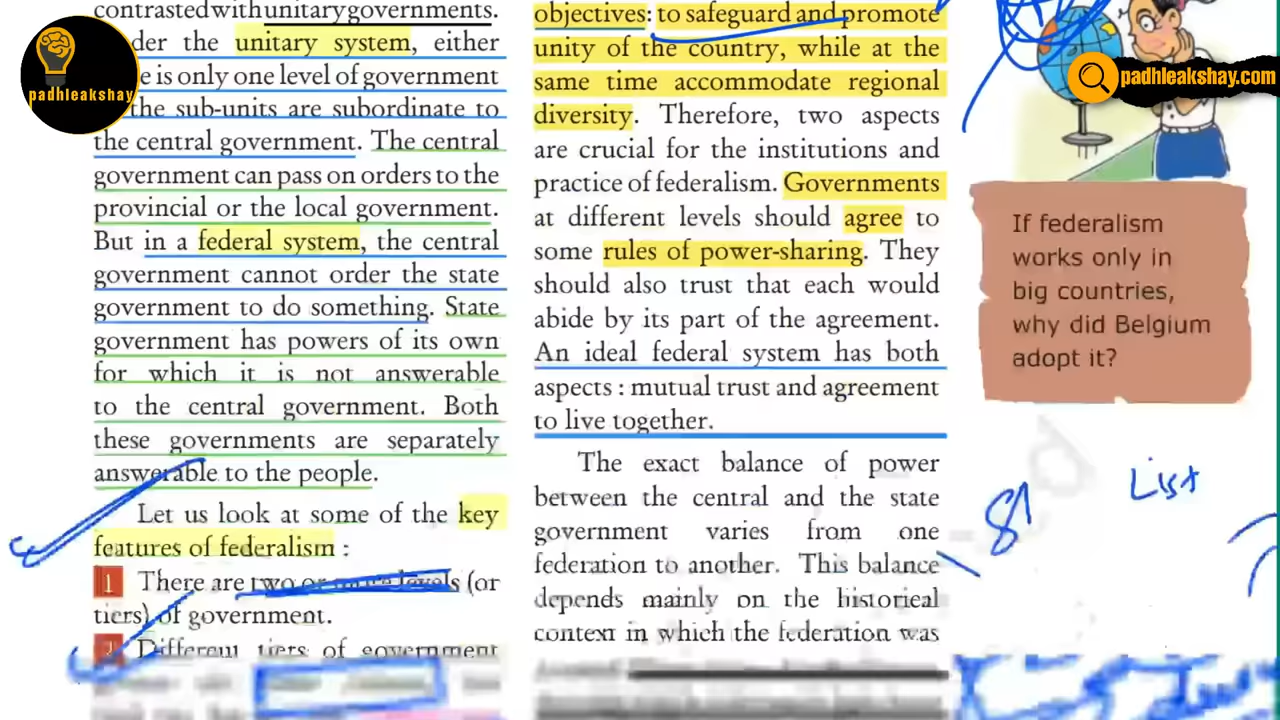 padhleakshay
contrasted with unitary governments.
der the unitary system, either
e is only one level of government
the sub-units are subordinate to
the central government. The central
government can pass on orders to the
provincial or the local government.
But in a federal system, the central
government cannot order the state
government to do something. State
government has powers of its own
for which it is not answerable
to the central government. Both
these governments are separately
answerable to the people.
Let us look at some of the key
features of federalism :
1 There are two or more levels (or
tiers) of government.
2 Different tiers of government
objectives: to safeguard and promote
unity of the country, while at the
same time accommodate regional
diversity. Therefore, two aspects
are crucial for the institutions and
practice of federalism. Governments
at different levels should agree to
some rules of power-sharing. They
should also trust that each would
abide by its part of the agreement.
An ideal federal system has both
aspects : mutual trust and agreement
to live together.
The exact balance of power
between the central and the state
government varies from one
federation to another. This balance
depends mainly on the historical
context in which the federation was
padhleakshay.com
If federalism
works only in
big countries,
why did Belgium
adopt it?
List